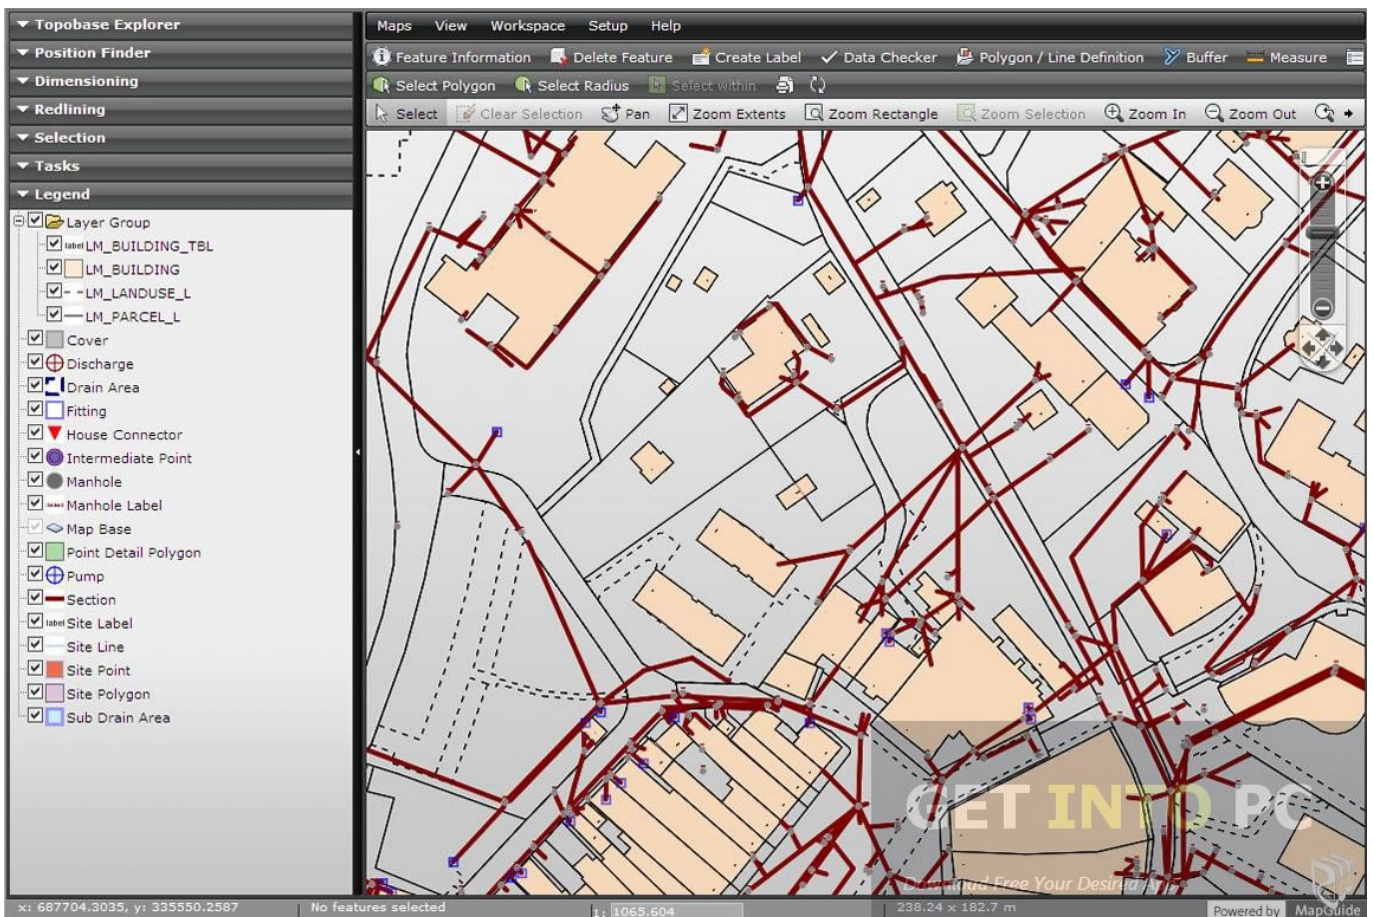 Topobase Explorer
Position Finder
Dimensioning
Redlining
Selection
Tasks
Legend
Layer Group
label LM_BUILDING_TBL
LM_BUILDING
LM_LANDUSE_L
LM_PARCEL_L
Cover
Discharge
Drain Area
Fitting
House Connector
Intermediate Point
Manhole
Manhole Label
Map Base
Point Detail Polygon
Pump
Section
label Site Label
Site Line
Site Point
Site Polygon
Sub Drain Area
Maps View Workspace Setup Help
Feature Information Delete Feature Create Label Data Checker Polygon / Line Definition Buffer Measure
Select Polygon Select Radius Select within
Select Clear Selection Pan Zoom Extents Zoom Rectangle Zoom Selection Zoom In Zoom Out
GET INTO PC
Download Free Your Desired App
x: 687704.3035, y: 335550.2587 No features selected 1: 1065.604 238.24 x 182.7 m Powered by MapGuide